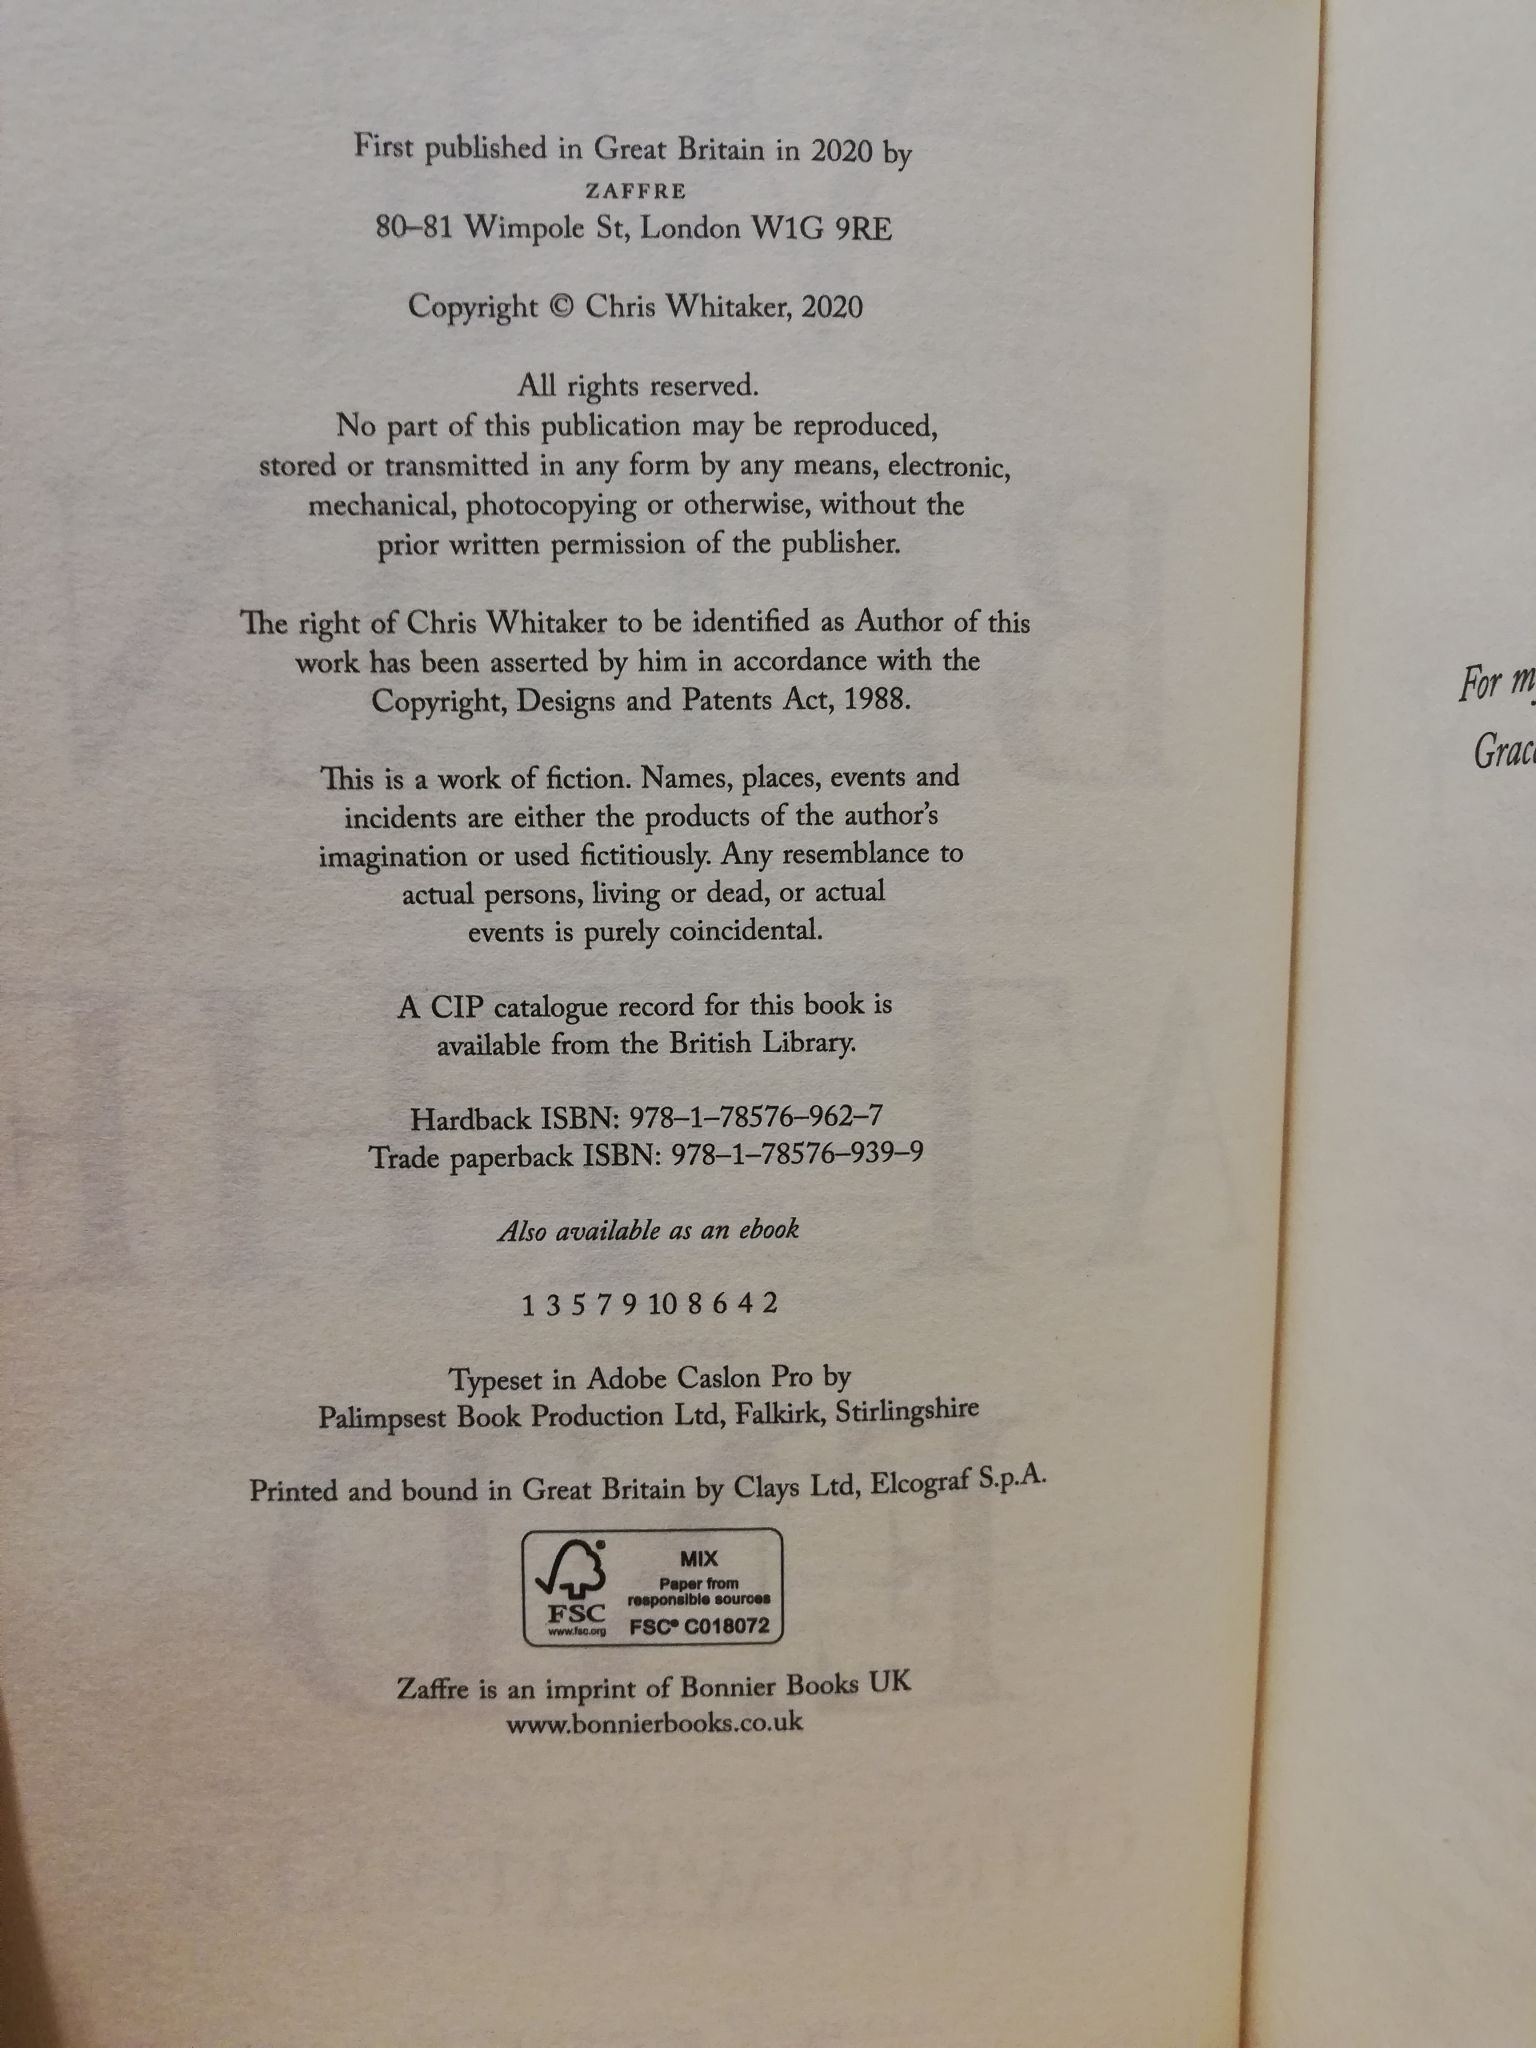 First published in Great Britain in 2020 by
ZAFFRE
80–81 Wimpole St, London W1G 9RE
Copyright © Chris Whitaker, 2020
All rights reserved.
No part of this publication may be reproduced,
stored or transmitted in any form by any means, electronic,
mechanical, photocopying or otherwise, without the
prior written permission of the publisher.
The right of Chris Whitaker to be identified as Author of this
work has been asserted by him in accordance with the
Copyright, Designs and Patents Act, 1988.
This is a work of fiction. Names, places, events and
incidents are either the products of the author's
imagination or used fictitiously. Any resemblance to
actual persons, living or dead, or actual
events is purely coincidental.
A CIP catalogue record for this book is
available from the British Library.
Hardback ISBN: 978–1–78576–962–7
Trade paperback ISBN: 978–1–78576–939–9
Also available as an ebook
1 3 5 7 9 10 8 6 4 2
Typeset in Adobe Caslon Pro by
Palimpsest Book Production Ltd, Falkirk, Stirlingshire
Printed and bound in Great Britain by Clays Ltd, Elcograf S.p.A.
FSC
www.fsc.org
MIX
Paper from
responsible sources
FSC® C018072
Zaffre is an imprint of Bonnier Books UK
www.bonnierbooks.co.uk
For